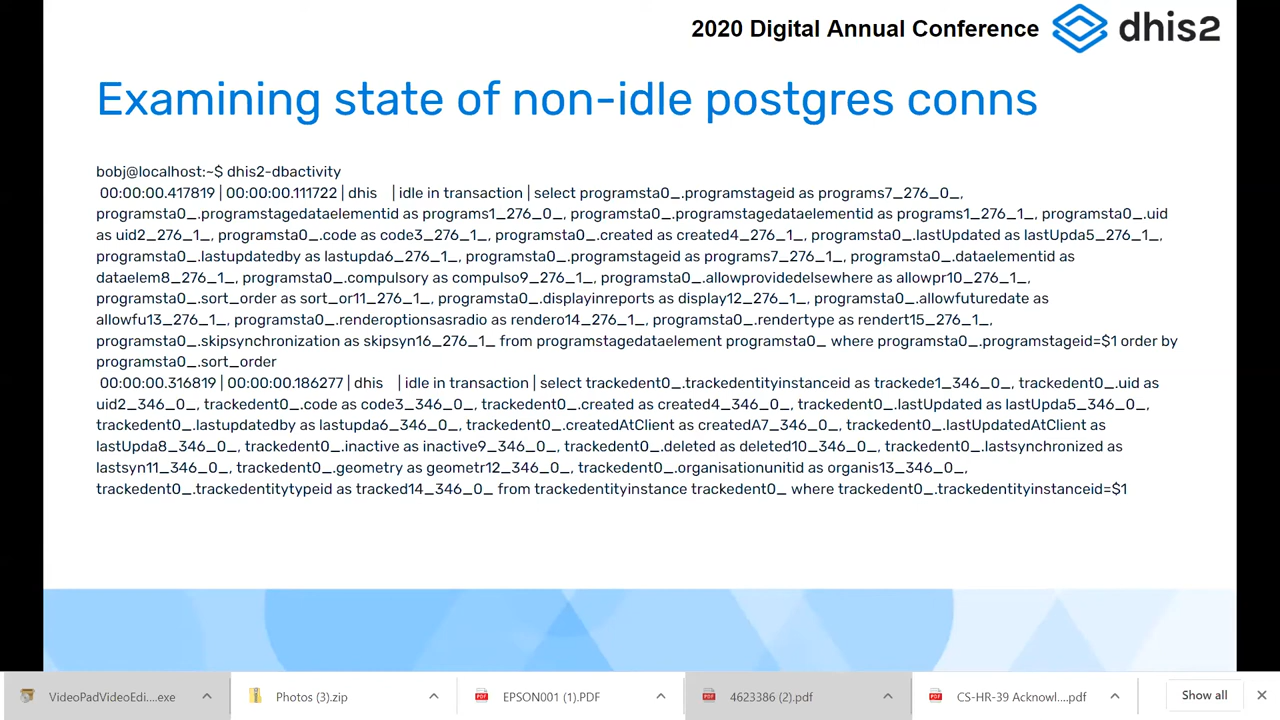 2020 Digital Annual Conference dhis2
Examining state of non-idle postgres conns
bobj@localhost:~$ dhis2-dbactivity
00:00:00.417819 | 00:00:00.111722 | dhis | idle in transaction | select programsta0_.programstageid as programs7_276_0_,
programsta0_.programstagedataelementid as programs1_276_0_, programsta0_.programstagedataelementid as programs1_276_1_, programsta0_.uid
as uid2_276_1_, programsta0_.code as code3_276_1_, programsta0_.created as created4_276_1_, programsta0_.lastUpdated as lastUpda5_276_1_,
programsta0_.lastupdatedby as lastupda6_276_1_, programsta0_.programstageid as programs7_276_1_, programsta0_.dataelementid as
dataelem8_276_1_, programsta0_.compulsory as compulso9_276_1_, programsta0_.allowprovidedelsewhere as allowpr10_276_1_,
programsta0_.sort_order as sort_or11_276_1_, programsta0_.displayinreports as display12_276_1_, programsta0_.allowfuturedate as
allowfu13_276_1_, programsta0_.renderoptionsasradio as rendero14_276_1_, programsta0_.rendertype as rendert15_276_1_,
programsta0_.skipsynchronization as skipsyn16_276_1_ from programstagedataelement programsta0_ where programsta0_.programstageid=$1 order by
programsta0_.sort_order
00:00:00.316819 | 00:00:00.186277 | dhis | idle in transaction | select trackedent0_.trackedentityinstanceid as trackede1_346_0_, trackedent0_.uid as
uid2_346_0_, trackedent0_.code as code3_346_0_, trackedent0_.created as created4_346_0_, trackedent0_.lastUpdated as lastUpda5_346_0_,
trackedent0_.lastupdatedby as lastupda6_346_0_, trackedent0_.createdAtClient as createdA7_346_0_, trackedent0_.lastUpdatedAtClient as
lastUpda8_346_0_, trackedent0_.inactive as inactive9_346_0_, trackedent0_.deleted as deleted10_346_0_, trackedent0_.lastsynchronized as
lastsyn11_346_0_, trackedent0_.geometry as geometr12_346_0_, trackedent0_.organisationunitid as organis13_346_0_,
trackedent0_.trackedentitytypeid as tracked14_346_0_ from trackedentityinstance trackedent0_ where trackedent0_.trackedentityinstanceid=$1
VideoPadVideoEdi....exe Photos (3).zip EPSON001 (1).PDF 4623386 (2).pdf CS-HR-39 Acknowl....pdf Show all